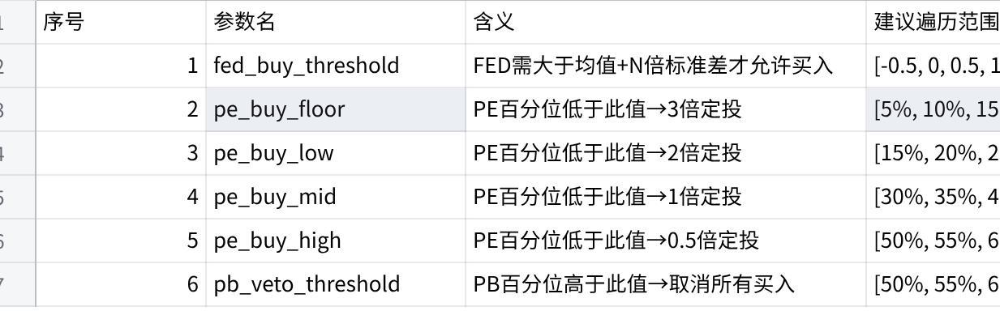 序号 参数名 含义 建议遍历范围
2 1 fed_buy_threshold FED需大于均值+N倍标准差才允许买入 [-0.5, 0, 0.5, 1
3 2 pe_buy_floor PE百分位低于此值→3倍定投 [5%, 10%, 15
4 3 pe_buy_low PE百分位低于此值→2倍定投 [15%, 20%, 2
5 4 pe_buy_mid PE百分位低于此值→1倍定投 [30%, 35%, 4
6 5 pe_buy_high PE百分位低于此值→0.5倍定投 [50%, 55%, 6
7 6 pb_veto_threshold PB百分位高于此值→取消所有买入 [50%, 55%, 6